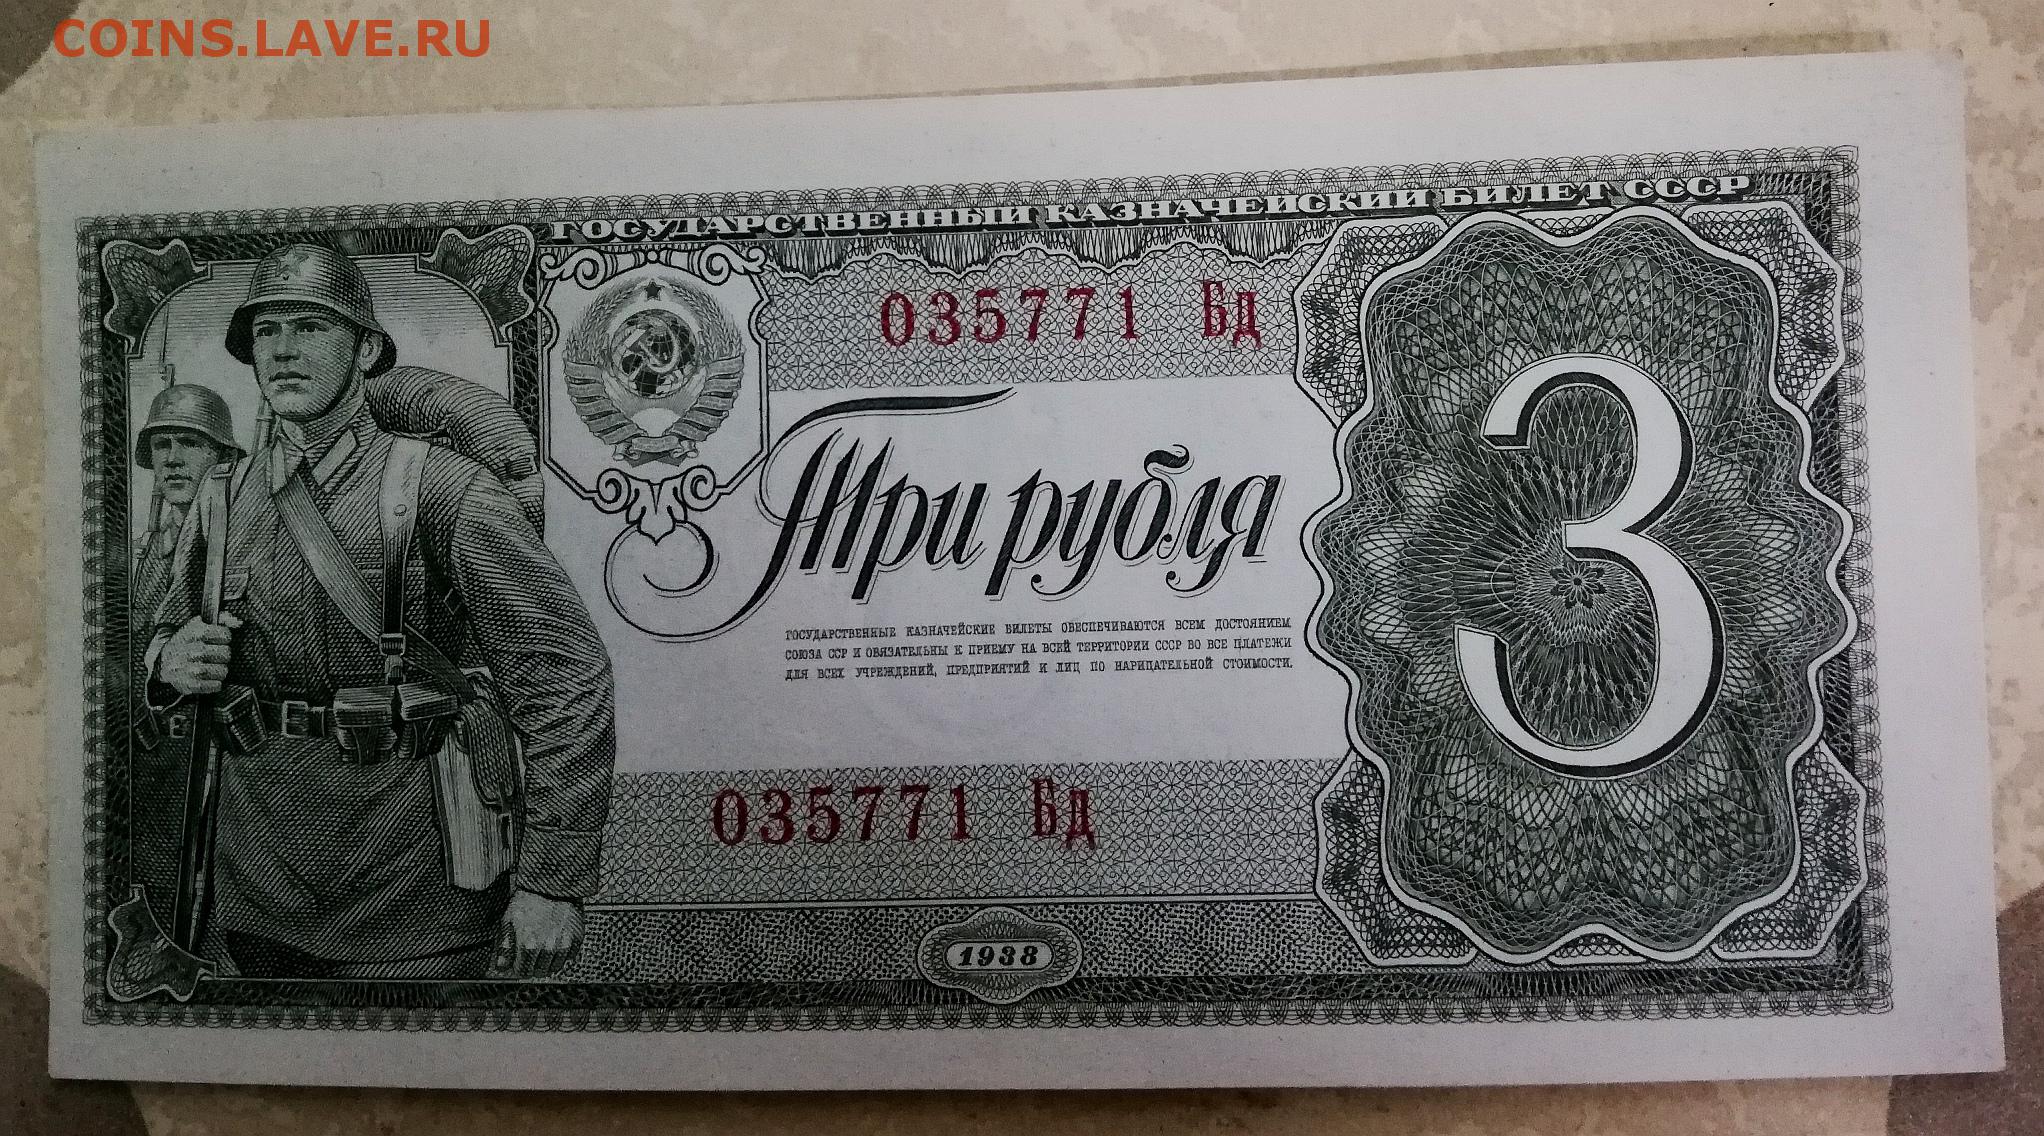 COINS.LAVE.RU
ГОСУДАРСТВЕННЫЙ КАЗНАЧЕЙСКИЙ БИЛЕТ СССР
035771 Вд
Три рубля
3
ГОСУДАРСТВЕННЫЕ КАЗНАЧЕЙСКИЕ БИЛЕТЫ ОБЕСПЕЧИВАЮТСЯ ВСЕМ ДОСТОЯНИЕМ
СОЮЗА ССР И ОБЯЗАТЕЛЬНЫ К ПРИЕМУ НА ВСЕЙ ТЕРРИТОРИИ СССР ВО ВСЕ ПЛАТЕЖИ
ДЛЯ ВСЕХ УЧРЕЖДЕНИЙ, ПРЕДПРИЯТИЙ И ЛИЦ ПО НАРИЦАТЕЛЬНОЙ СТОИМОСТИ.
035771 Вд
1938